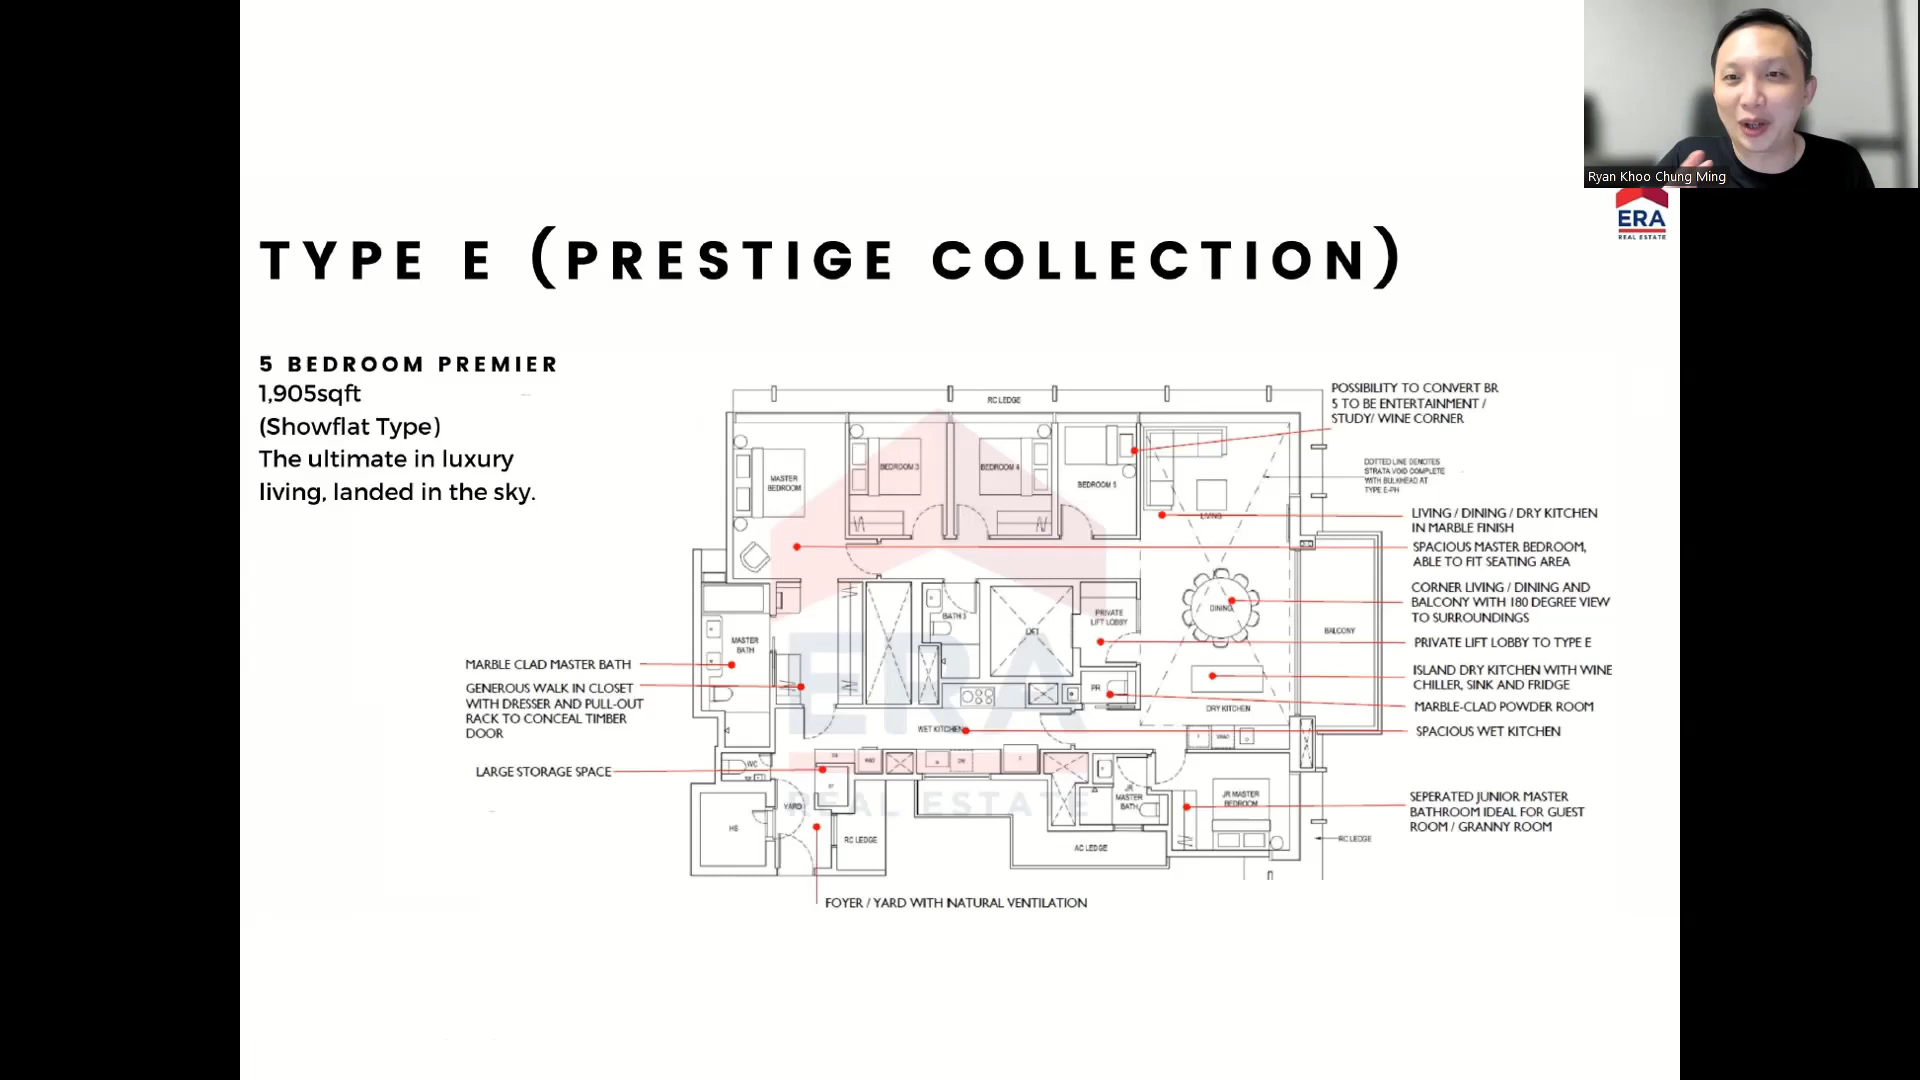 Ryan Khoo Chung Ming
ERA
REAL ESTATE
TYPE E (PRESTIGE COLLECTION)
5 BEDROOM PREMIER
1,905sqft
(Showflat Type)
The ultimate in luxury
living, landed in the sky.
POSSIBILITY TO CONVERT BR
5 TO BE ENTERTAINMENT /
STUDY/ WINE CORNER
RC LEDGE
DOTTED LINE DENOTES
STRATA VOID COMPLETE
WITH BULKHEAD AT
TYPE E-PH
MASTER
BEDROOM
BEDROOM 3
BEDROOM 4
BEDROOM 5
LIVING
LIVING / DINING / DRY KITCHEN
IN MARBLE FINISH
SPACIOUS MASTER BEDROOM,
ABLE TO FIT SEATING AREA
CORNER LIVING / DINING AND
BALCONY WITH 180 DEGREE VIEW
TO SURROUNDINGS
PRIVATE LIFT LOBBY TO TYPE E
ISLAND DRY KITCHEN WITH WINE
CHILLER, SINK AND FRIDGE
MARBLE-CLAD POWDER ROOM
SPACIOUS WET KITCHEN
SEPERATED JUNIOR MASTER
BATHROOM IDEAL FOR GUEST
ROOM / GRANNY ROOM
MASTER
BATH
BATH 3
LIFT
PRIVATE
LIFT LOBBY
DINING
BALCONY
PR
DRY KITCHEN
WET KITCHEN
MARBLE CLAD MASTER BATH
GENEROUS WALK IN CLOSET
WITH DRESSER AND PULL-OUT
RACK TO CONCEAL TIMBER
DOOR
LARGE STORAGE SPACE
WC
HS
YARD
RC LEDGE
AC LEDGE
JR
MASTER
BATH
JR MASTER
BEDROOM
RC LEDGE
FOYER / YARD WITH NATURAL VENTILATION
ERA
REAL ESTATE